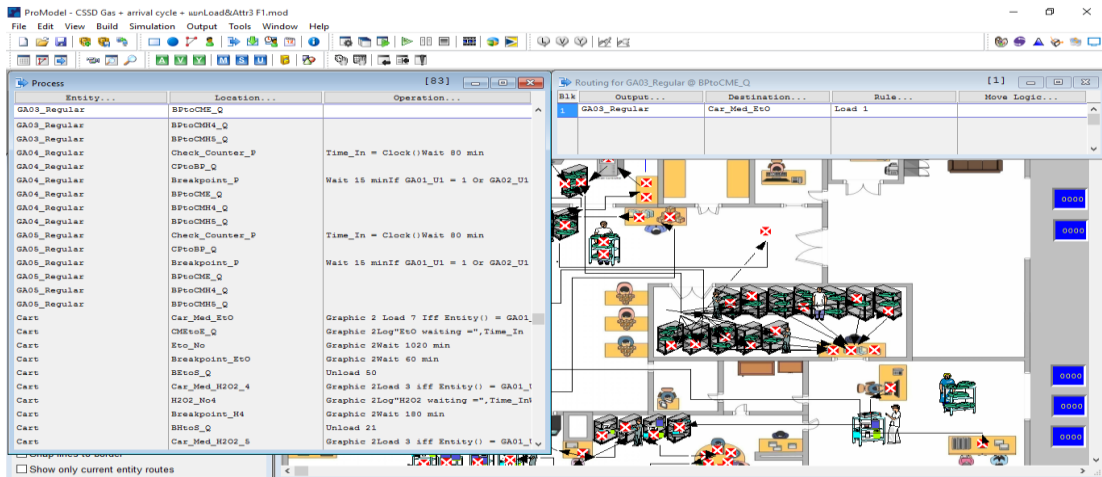 ProModel - CSSD Gas + arrival cycle + unLoad&Attr3 F1.mod
File Edit View Build Simulation Output Tools Window Help
Process [83]
Entity... Location... Operation...
GA03_Regular BPtoCME_Q
GA03_Regular BPtoCMH4_Q
GA03_Regular BPtoCMH5_Q
GA04_Regular Check_Counter_P Time_In = Clock()Wait 80 min
GA04_Regular CPtoBP_Q
GA04_Regular Breakpoint_P Wait 15 minIf GA01_U1 = 1 Or GA02_U1
GA04_Regular BPtoCME_Q
GA04_Regular BPtoCMH4_Q
GA04_Regular BPtoCMH5_Q
GA05_Regular Check_Counter_P Time_In = Clock()Wait 80 min
GA05_Regular CPtoBP_Q
GA05_Regular Breakpoint_P Wait 15 minIf GA01_U1 = 1 Or GA02_U1
GA05_Regular BPtoCME_Q
GA05_Regular BPtoCMH4_Q
GA05_Regular BPtoCMH5_Q
Cart Car_Med_EtO Graphic 2 Load 7 Iff Entity() = GA01_
Cart CMEtoE_Q Graphic 2Log"EtO waiting =",Time_In
Cart Eto_No Graphic 2Wait 1020 min
Cart Breakpoint_EtO Graphic 2Wait 60 min
Cart BEtoS_Q Unload 50
Cart Car_Med_H2O2_4 Graphic 2Load 3 iff Entity() = GA01_
Cart H2O2_No4 Graphic 2Log"H2O2 waiting =",Time_In
Cart Breakpoint_H4 Graphic 2Wait 180 min
Cart BHtoS_Q Unload 21
Cart Car_Med_H2O2_5 Graphic 2Load 3 iff Entity() = GA01_
Snap lines to border
Show only current entity routes
Routing for GA03_Regular @ BPtoCME_Q [1]
Blk Output... Destination... Rule... Move Logic...
1 GA03_Regular Car_Med_EtO Load 1
0000
0000
0000
0000
0000